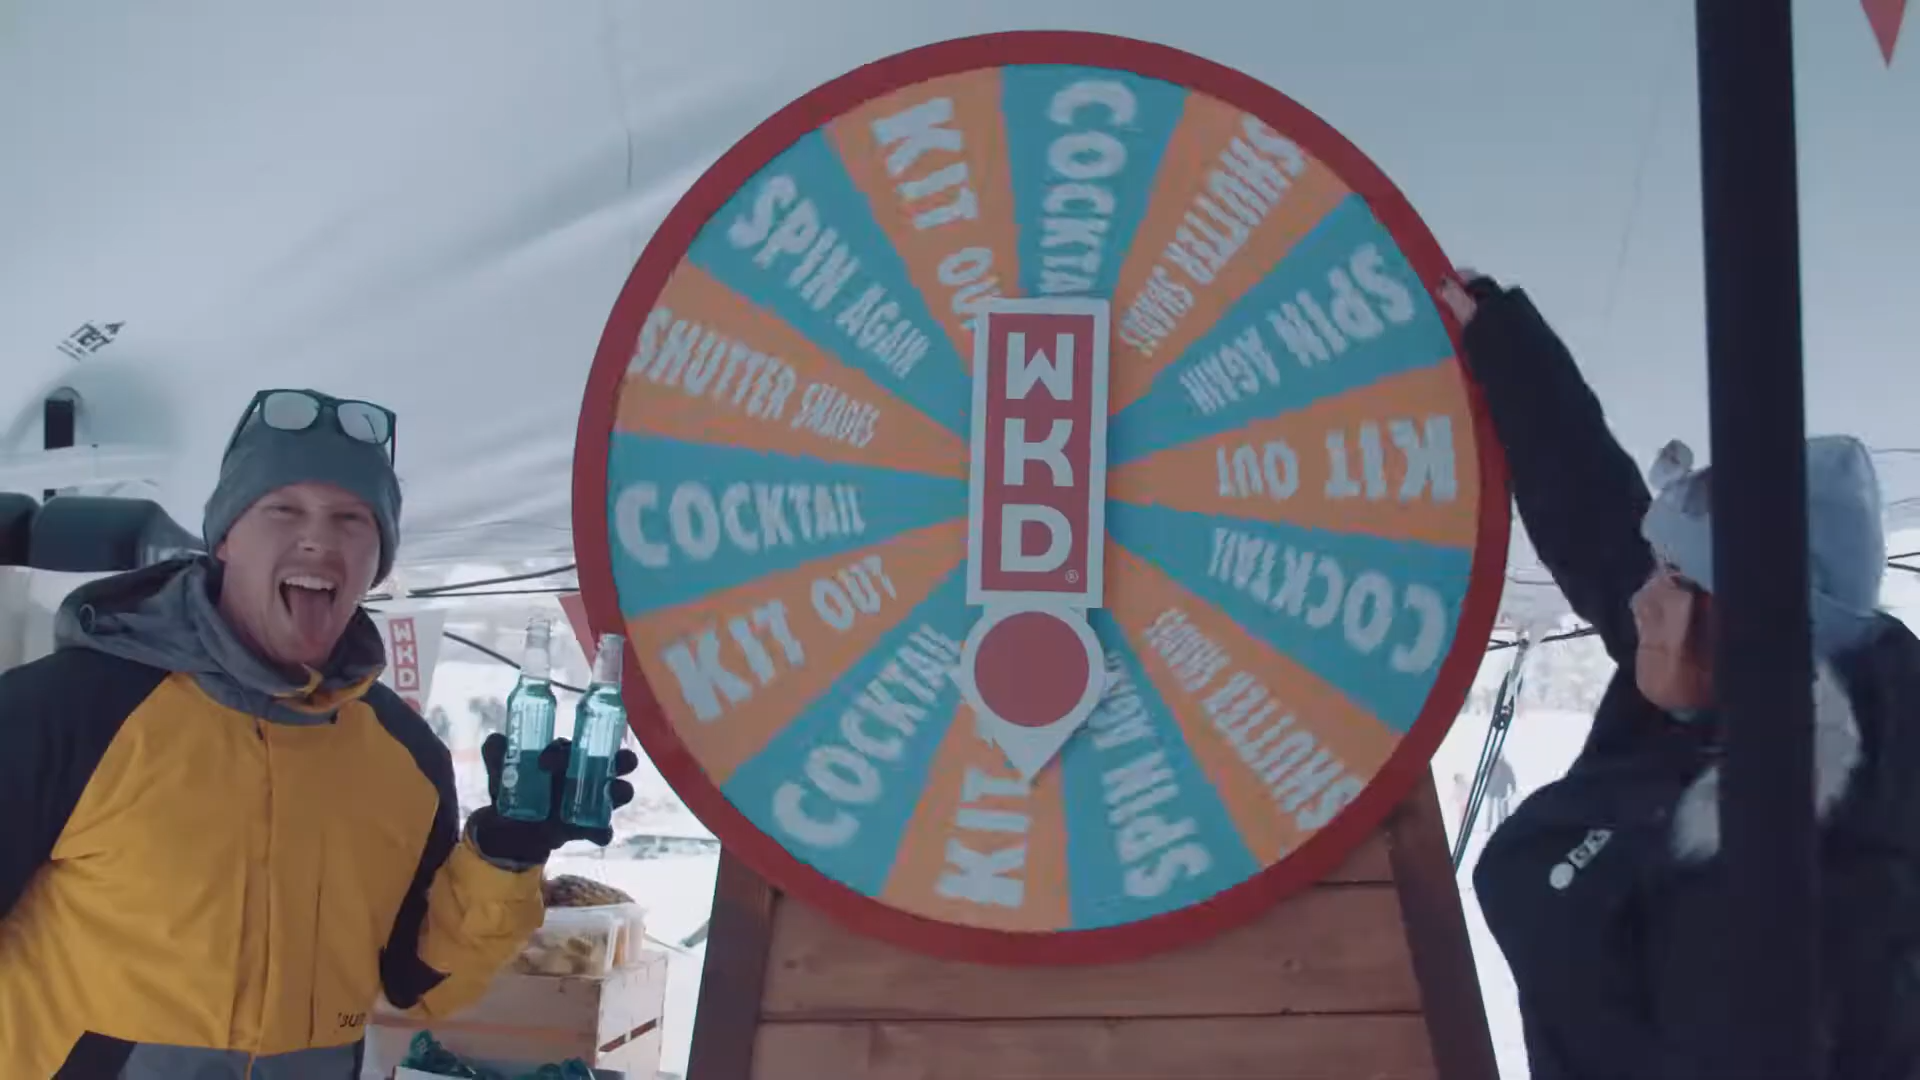 COCKTAIL
SHUTTER SHADES
SPIN AGAIN
KIT OUT
COCKTAIL
SHUTTER SHADES
SPIN AGAIN
KIT
COCKTAIL
KIT OUT
COCKTAIL
SHUTTER SHADES
SPIN AGAIN
KIT OUT
WKD
®
WKD